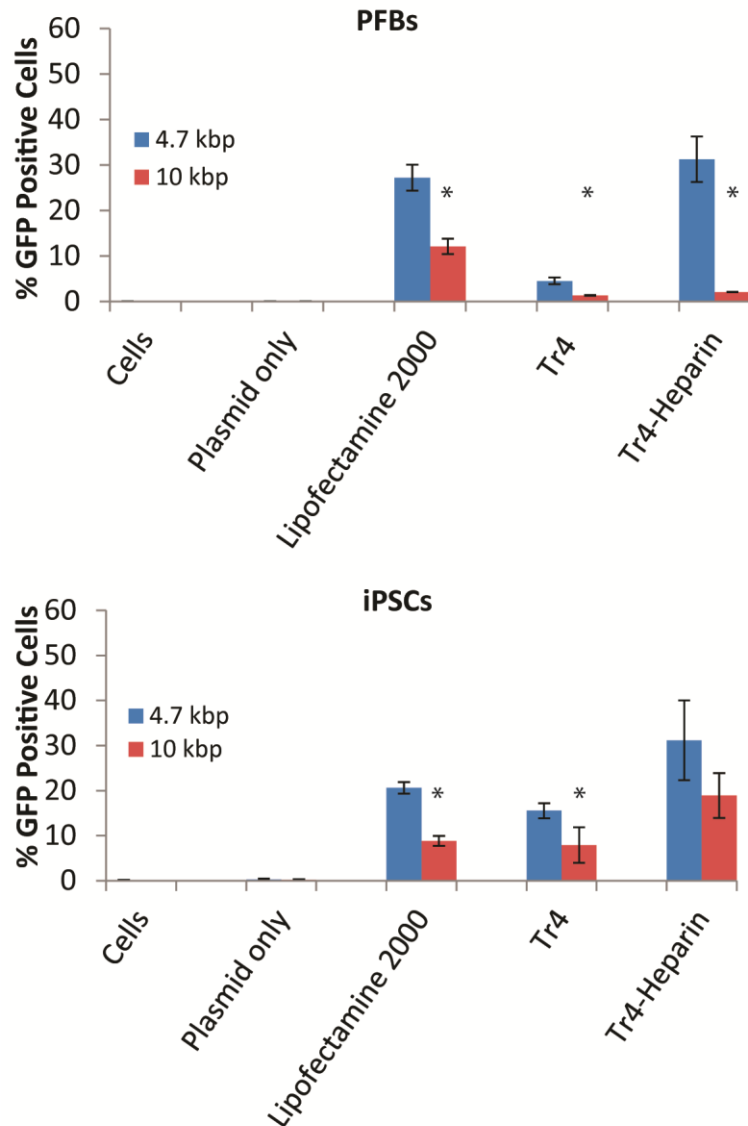 PFBs
60
50
40
30
20
10
0
% GFP Positive Cells
4.7 kbp
10 kbp
*
*
*
Cells
Plasmid only
Lipofectamine 2000
Tr4
Tr4-Heparin
iPSCs
60
50
40
30
20
10
0
% GFP Positive Cells
4.7 kbp
10 kbp
*
*
Cells
Plasmid only
Lipofectamine 2000
Tr4
Tr4-Heparin